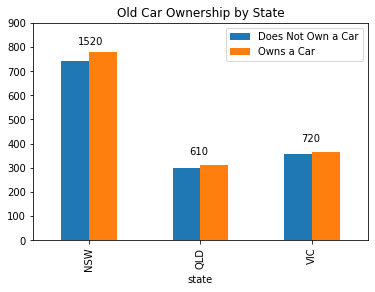 Old Car Ownership by State
900
800
700
600
500
400
300
200
100
0
Does Not Own a Car
Owns a Car
1520
610
720
NSW
QLD
VIC
state